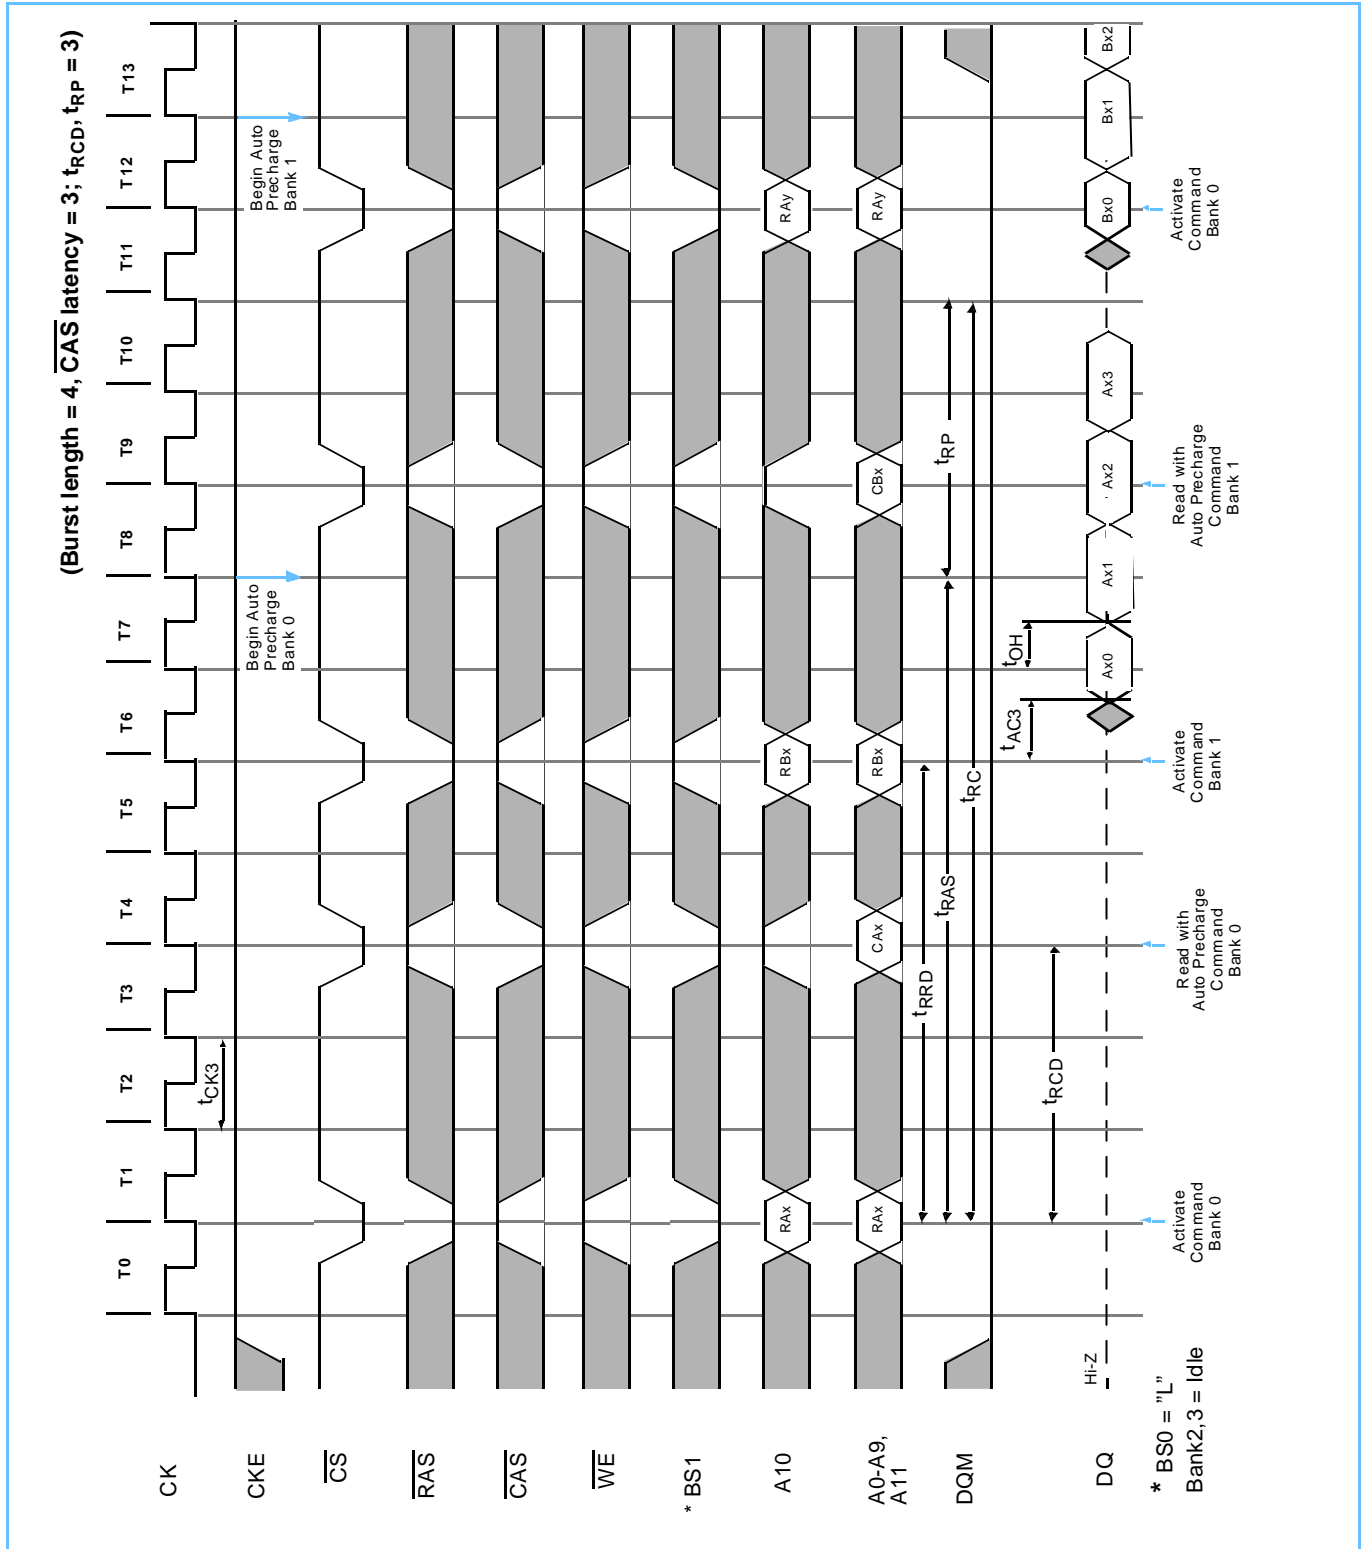 (Burst length = 4, CAS latency = 3; tRCD, tRP = 3)
T0 T1 T2 T3 T4 T5 T6 T7 T8 T9 T10 T11 T12 T13
CK
tCK3
CKE
Begin Auto
Precharge
Bank 0
Begin Auto
Precharge
Bank 1
CS
RAS
CAS
WE
* BS1
A10
RAx RBx RAy
A0-A9,
A11
RAx CAx RBx CBx RAy
tRRD
tRAS
tRP
DQM
tRC
tAC3
tOH
tRCD
DQ
Hi-Z
Ax0 Ax1 Ax2 Ax3 Bx0 Bx1 Bx2
Activate
Command
Bank 0
Read with
Auto Precharge
Command
Bank 0
Activate
Command
Bank 1
Read with
Auto Precharge
Command
Bank 1
Activate
Command
Bank 0
* BS0 = ”L”
Bank2,3 = Idle